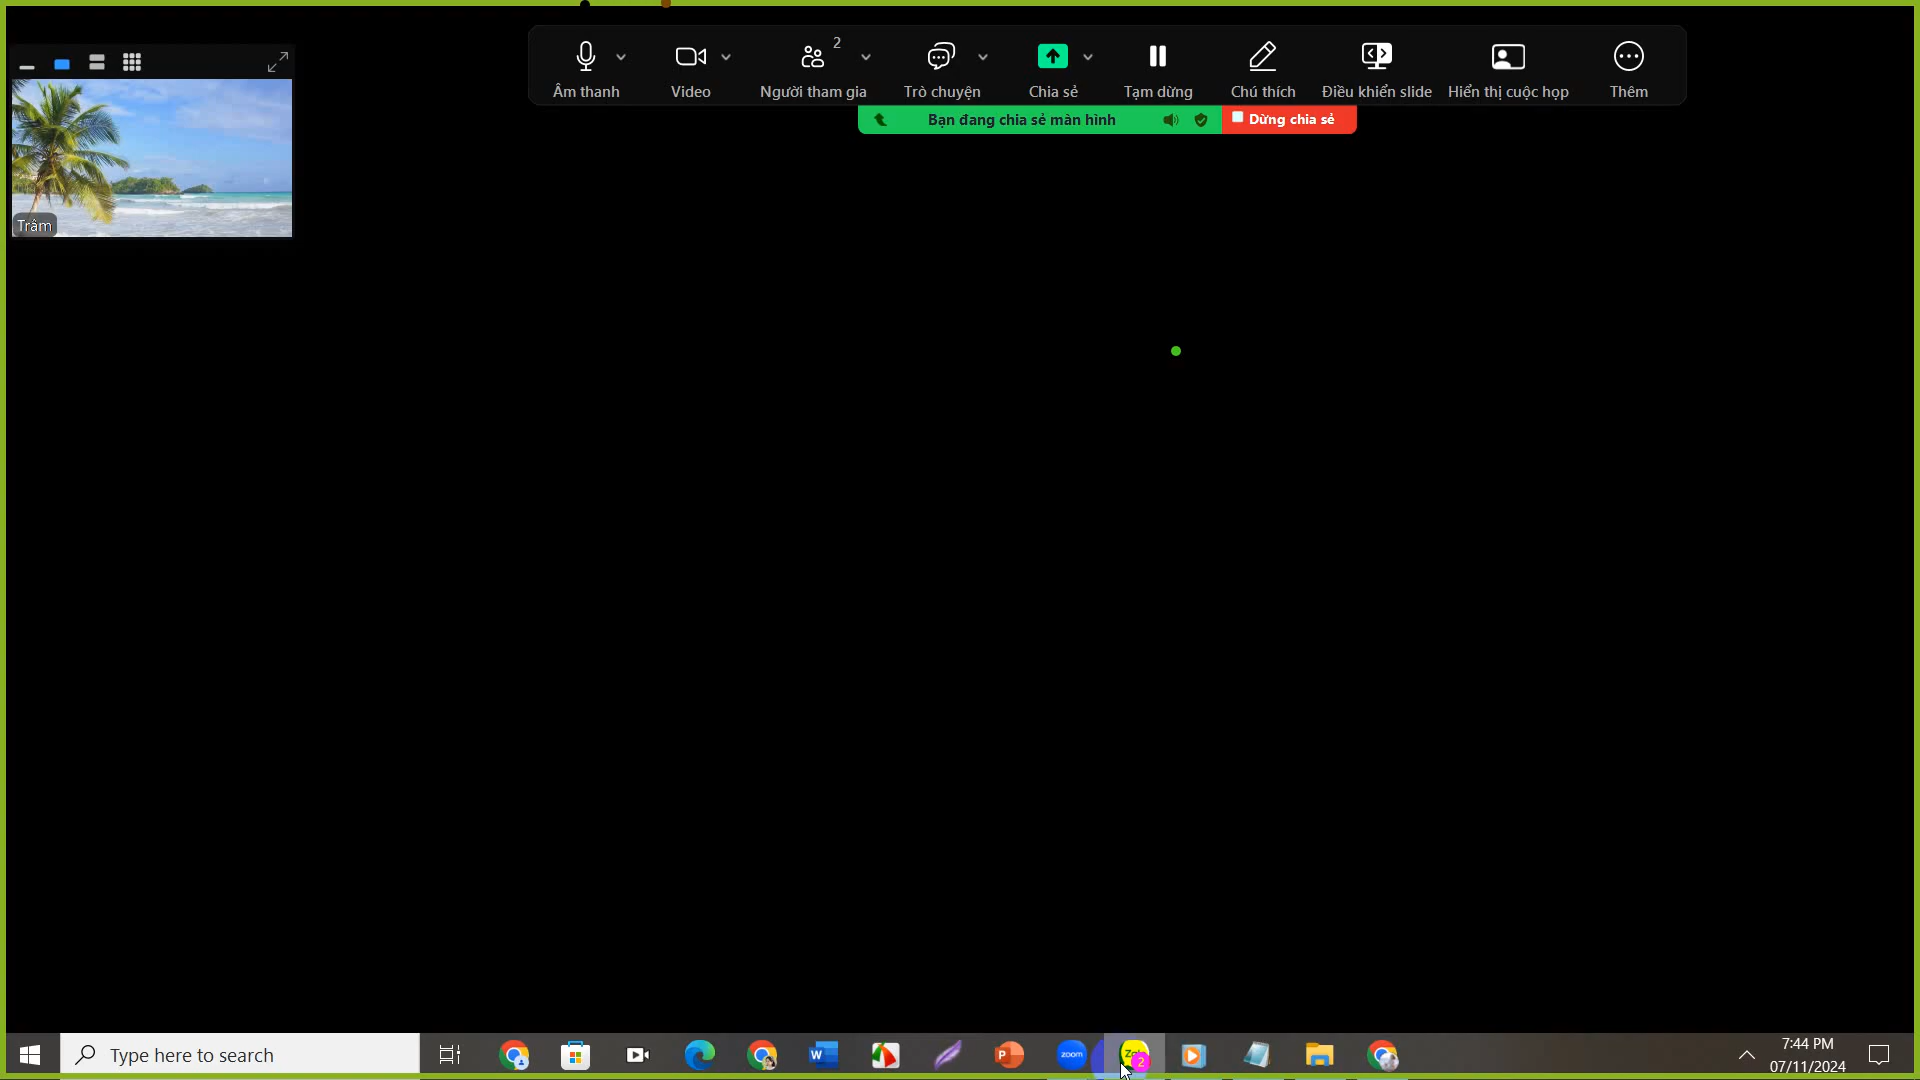 2
Âm thanh
Video
Người tham gia
Trò chuyện
Chia sẻ
Tạm dừng
Chú thích
Điều khiển slide
Hiển thị cuộc họp
Thêm
Bạn đang chia sẻ màn hình
Dừng chia sẻ
Trâm
Type here to search
W
P
zoom
Zalo
2
7:44 PM
07/11/2024